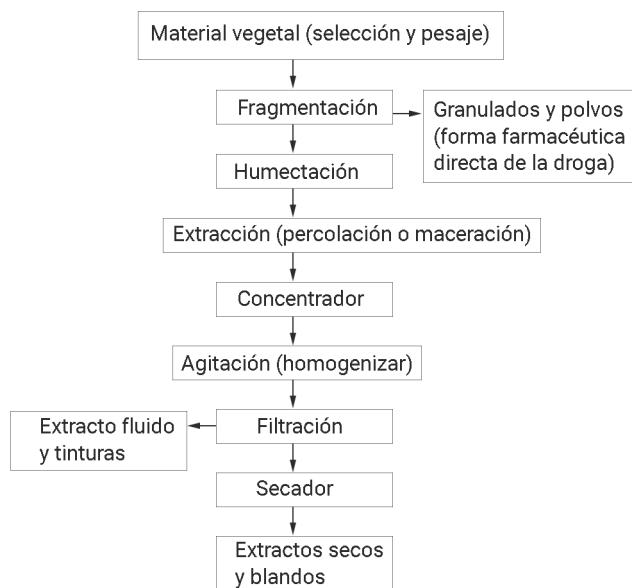 Material vegetal (selección y pesaje)
Fragmentación
Granulados y polvos
(forma farmacéutica
directa de la droga)
Humectación
Extracción (percolación o maceración)
Concentrador
Agitación (homogenizar)
Extracto fluido
y tinturas
Filtración
Secador
Extractos secos
y blandos